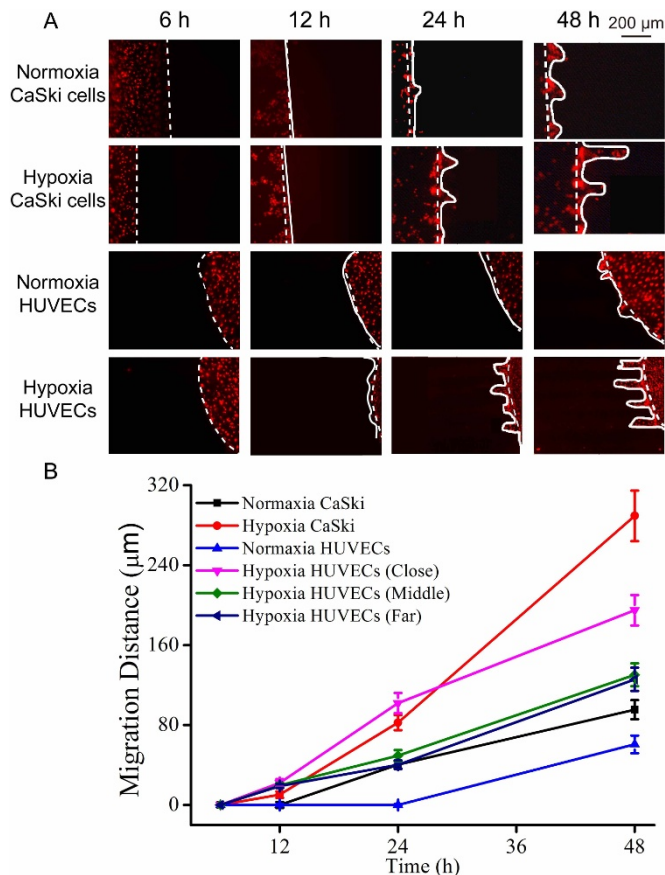 A
6 h 12 h 24 h 48 h 200 µm
Normoxia
CaSki cells
Hypoxia
CaSki cells
Normoxia
HUVECs
Hypoxia
HUVECs
B
Migration Distance (µm)
320
240
160
80
0
Normaxia CaSki
Hypoxia CaSki
Normaxia HUVECs
Hypoxia HUVECs (Close)
Hypoxia HUVECs (Middle)
Hypoxia HUVECs (Far)
12 24 36 48
Time (h)